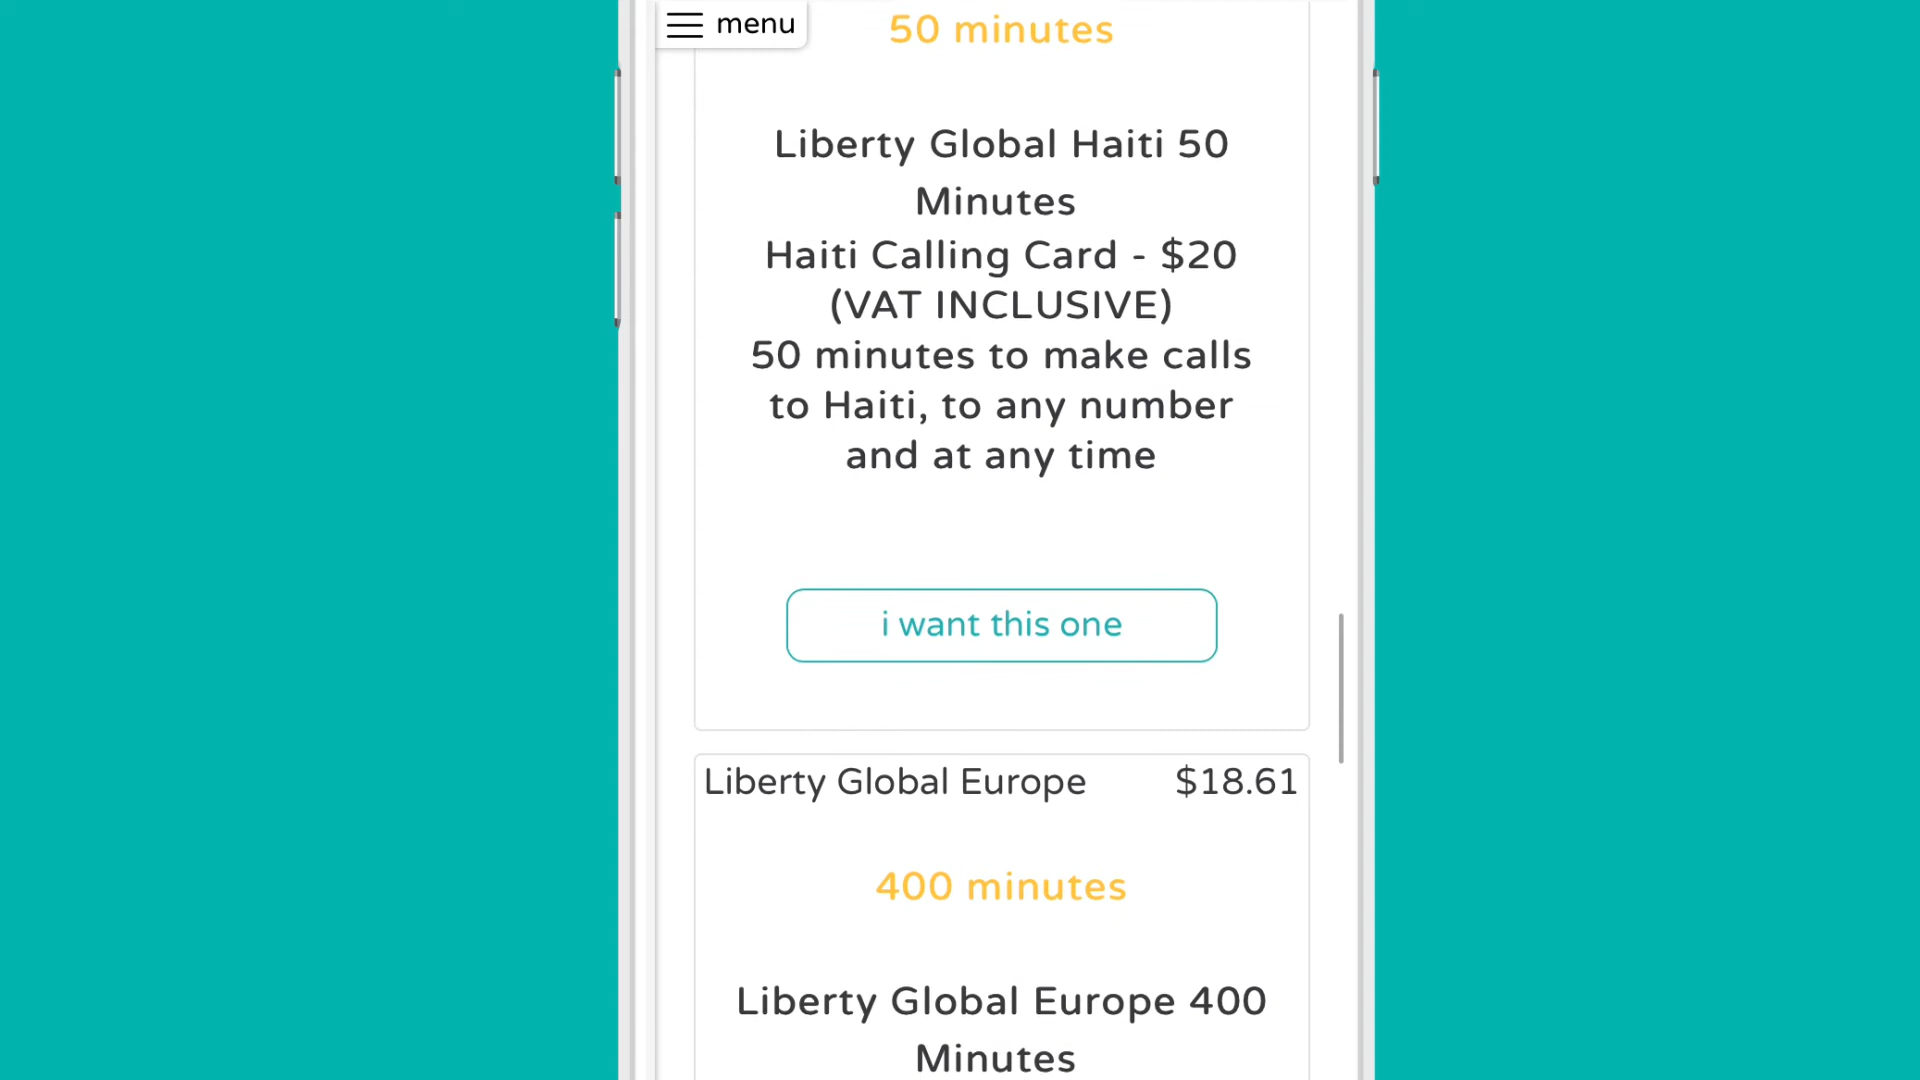 menu
50 minutes
Liberty Global Haiti 50
Minutes
Haiti Calling Card - $20
(VAT INCLUSIVE)
50 minutes to make calls
to Haiti, to any number
and at any time
i want this one
Liberty Global Europe $18.61
400 minutes
Liberty Global Europe 400
Minutes